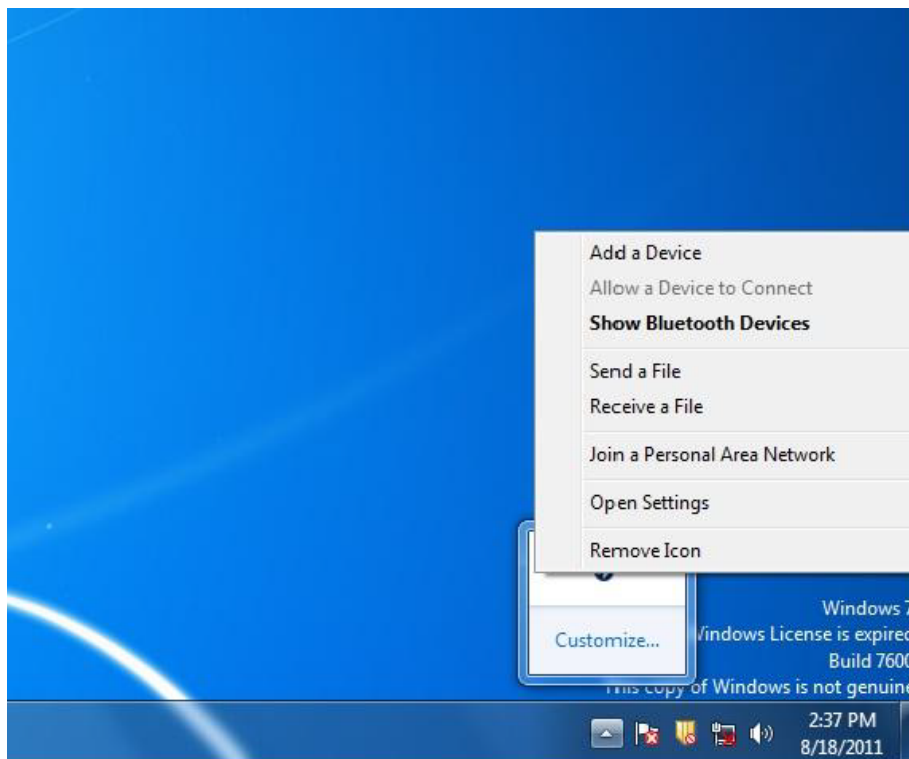 Add a Device
Allow a Device to Connect
Show Bluetooth Devices
Send a File
Receive a File
Join a Personal Area Network
Open Settings
Remove Icon
Customize...
Windows 7
Windows License is expired
Build 7600
This copy of Windows is not genuine
2:37 PM
8/18/2011